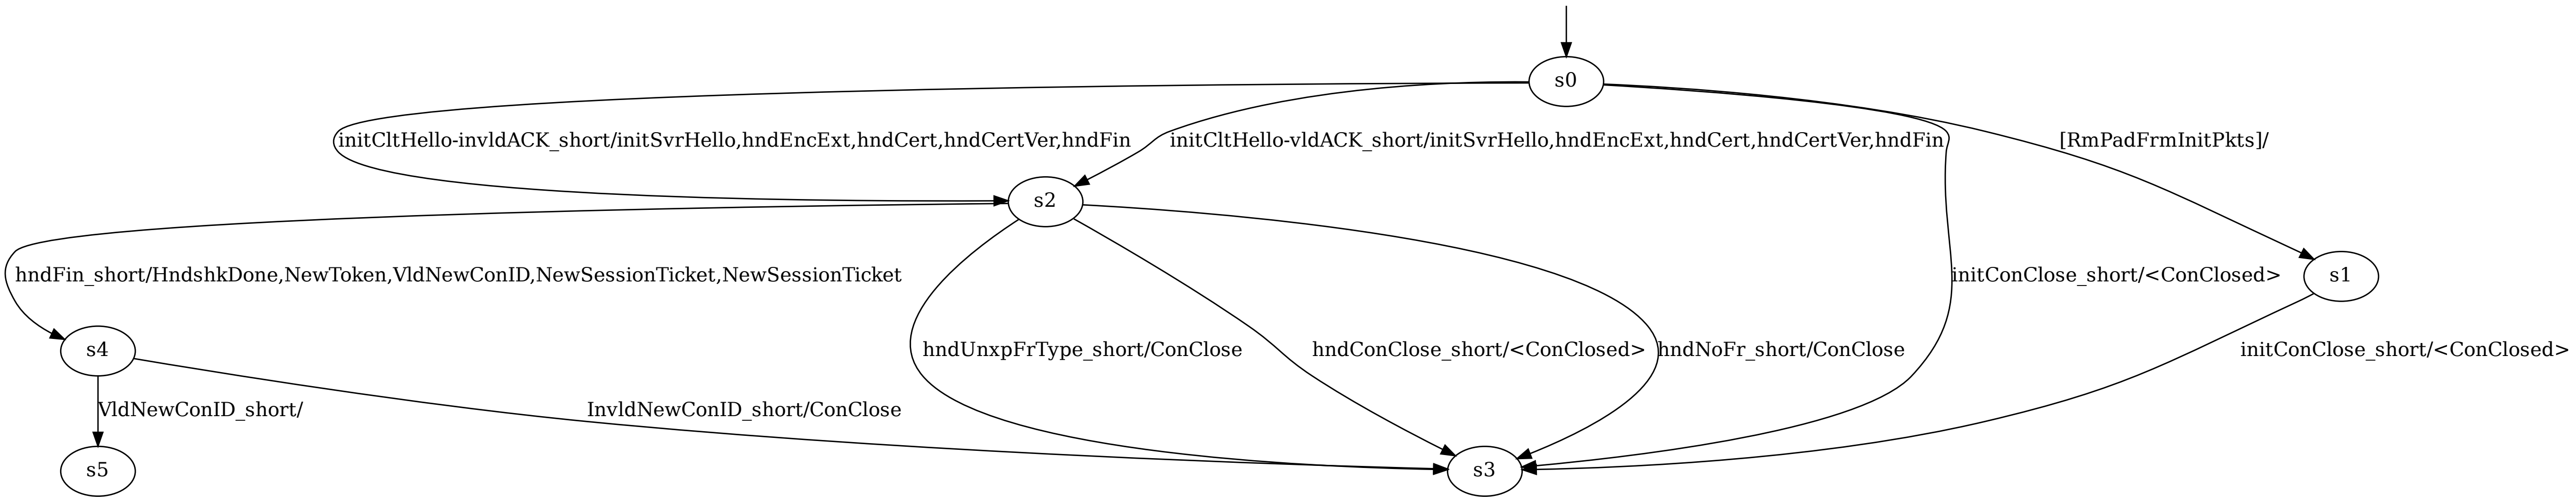 s0
initCltHello-invldACK_short/initSvrHello,hndEncExt,hndCert,hndCertVer,hndFin
initCltHello-vldACK_short/initSvrHello,hndEncExt,hndCert,hndCertVer,hndFin
[RmPadFrmInitPkts]/
s2
hndFin_short/HndshkDone,NewToken,VldNewConID,NewSessionTicket,NewSessionTicket
initConClose_short/<ConClosed>
s1
s4
hndUnxpFrType_short/ConClose
hndConClose_short/<ConClosed>
hndNoFr_short/ConClose
initConClose_short/<ConClosed>
VldNewConID_short/
InvldNewConID_short/ConClose
s5
s3